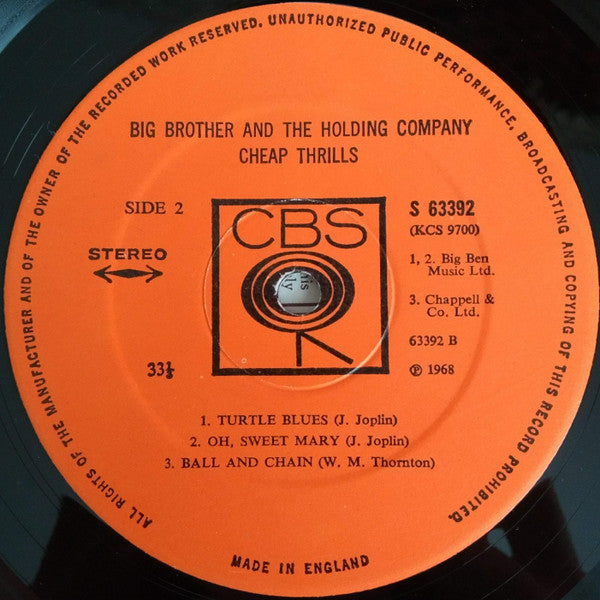 ALL RIGHTS OF THE MANUFACTURER AND OF THE OWNER OF THE RECORDED WORK RESERVED. UNAUTHORIZED PUBLIC PERFORMANCE, BROADCASTING AND COPYING OF THIS RECORD PROHIBITED.
BIG BROTHER AND THE HOLDING COMPANY
CHEAP THRILLS
SIDE 2
CBS
S 63392
(KCS 9700)
STEREO
1, 2. Big Ben
Music Ltd.
3. Chappell &
Co. Ltd.
63392 B
33⅓
℗ 1968
1. TURTLE BLUES (J. Joplin)
2. OH, SWEET MARY (J. Joplin)
3. BALL AND CHAIN (W. M. Thornton)
MADE IN ENGLAND